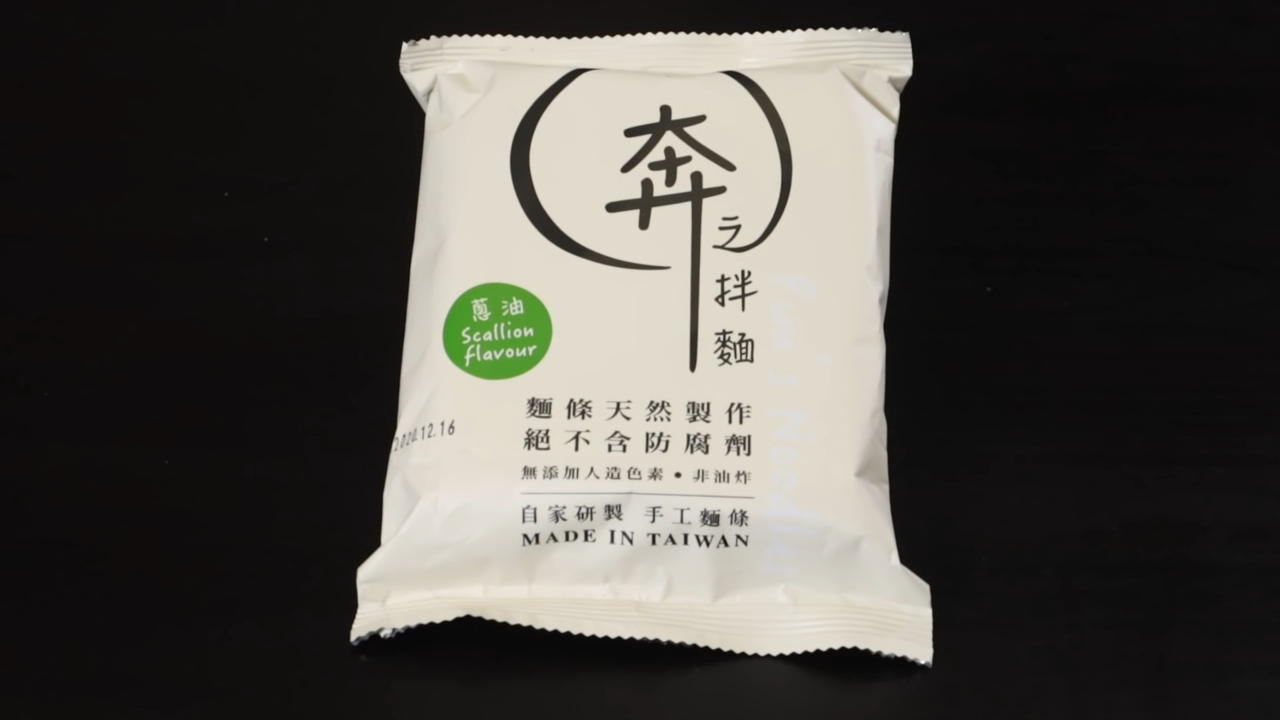 奔
之
拌
麵
蔥油
Scallion
flavour
2020.12.16
麵條天然製作
絕不含防腐劑
無添加人造色素•非油炸
自家研製 手工麵條
MADE IN TAIWAN